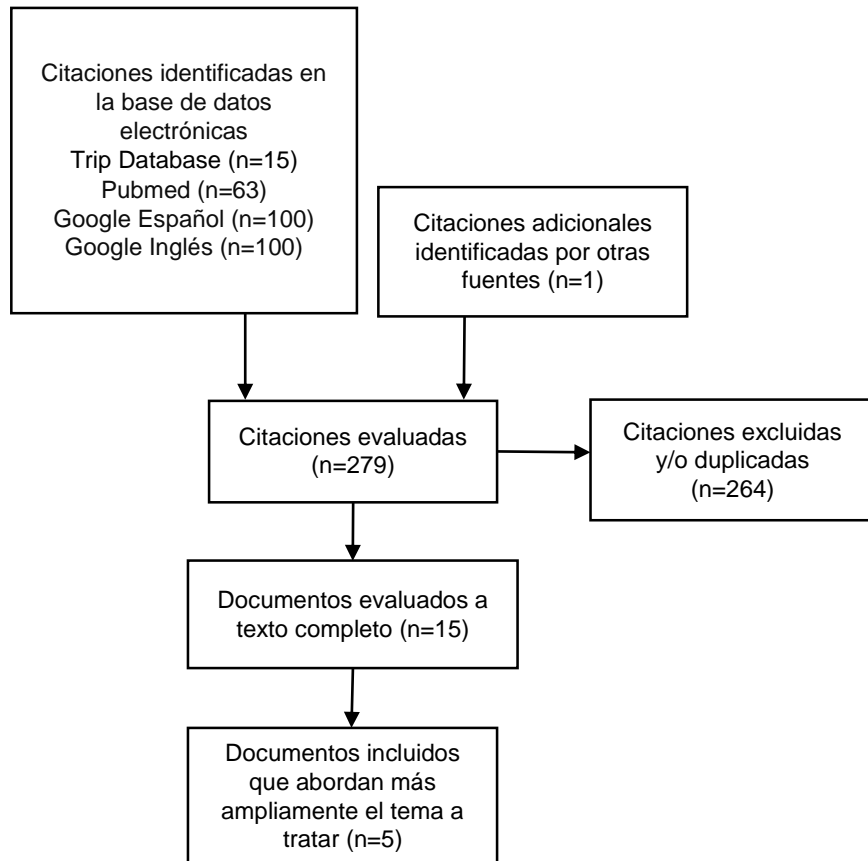 Citaciones identificadas en
la base de datos
electrónicas
Trip Database (n=15)
Pubmed (n=63)
Google Español (n=100)
Google Inglés (n=100)
Citaciones adicionales
identificadas por otras
fuentes (n=1)
Citaciones evaluadas
(n=279)
Citaciones excluidas
y/o duplicadas
(n=264)
Documentos evaluados a
texto completo (n=15)
Documentos incluidos
que abordan más
ampliamente el tema a
tratar (n=5)